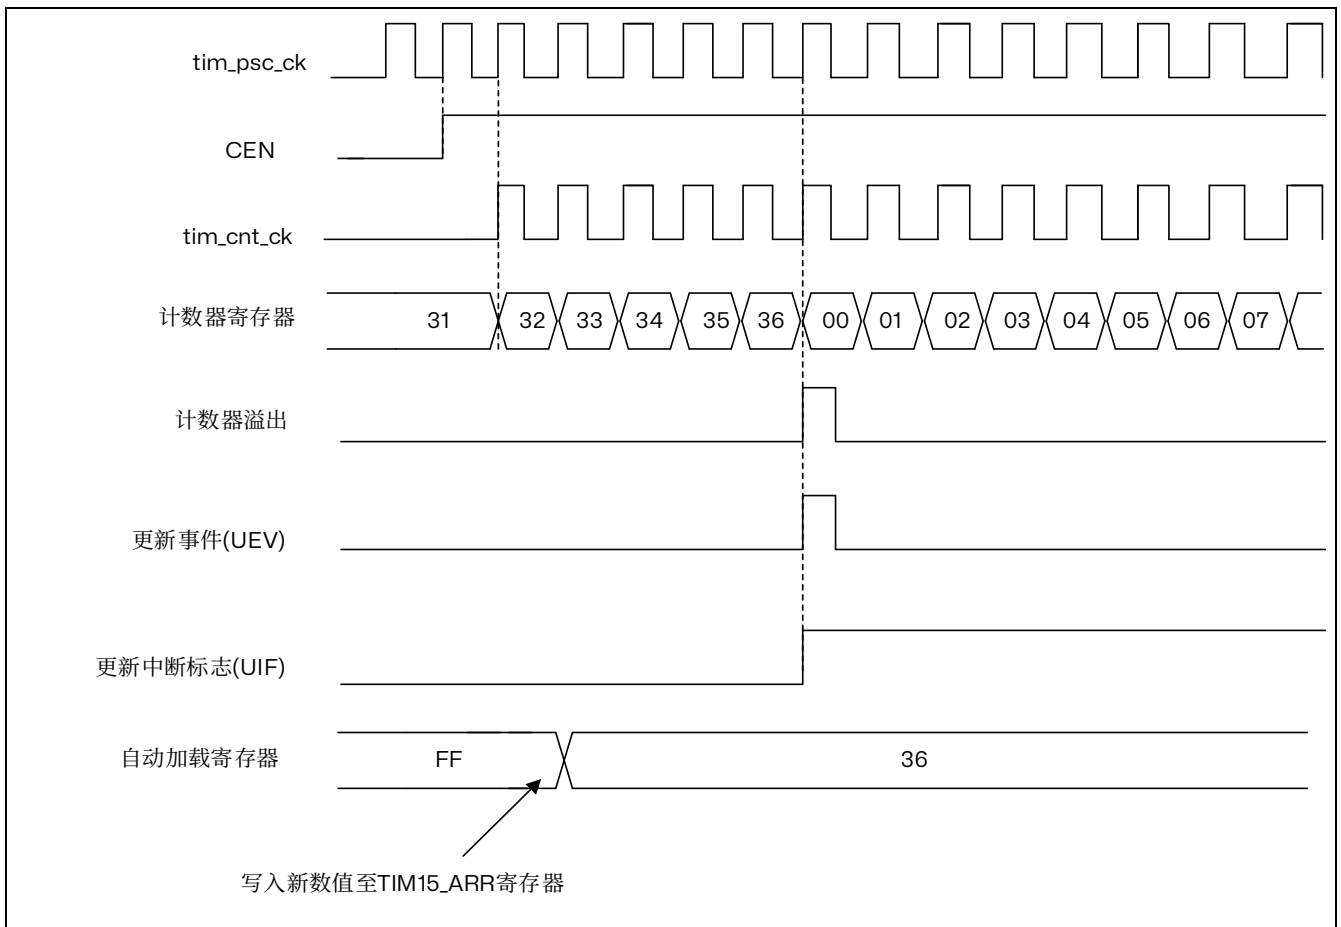 tim_psc_ck
CEN
tim_cnt_ck
计数器寄存器 31 32 33 34 35 36 00 01 02 03 04 05 06 07
计数器溢出
更新事件(UEV)
更新中断标志(UIF)
自动加载寄存器 FF 36
写入新数值至TIM15_ARR寄存器